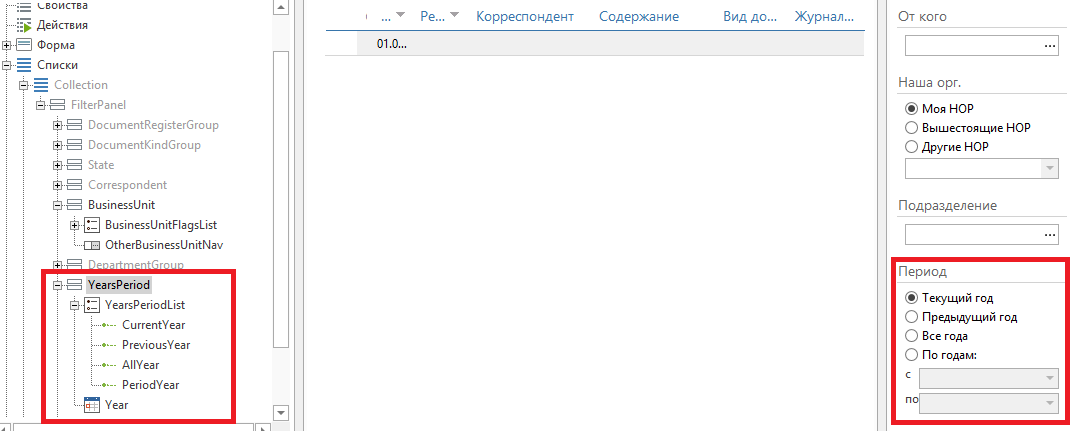 Свойства
Действия
Форма
Списки
Collection
FilterPanel
DocumentRegisterGroup
DocumentKindGroup
State
Correspondent
BusinessUnit
BusinessUnitFlagsList
OtherBusinessUnitNav
DepartmentGroup
YearsPeriod
YearsPeriodList
CurrentYear
PreviousYear
AllYear
PeriodYear
Year
... Ре... Корреспондент Содержание Вид до... Журнал...
01.0...
От кого
...
Наша орг.
Моя НОР
Вышестоящие НОР
Другие НОР
Подразделение
...
Период
Текущий год
Предыдущий год
Все года
По годам:
с
по